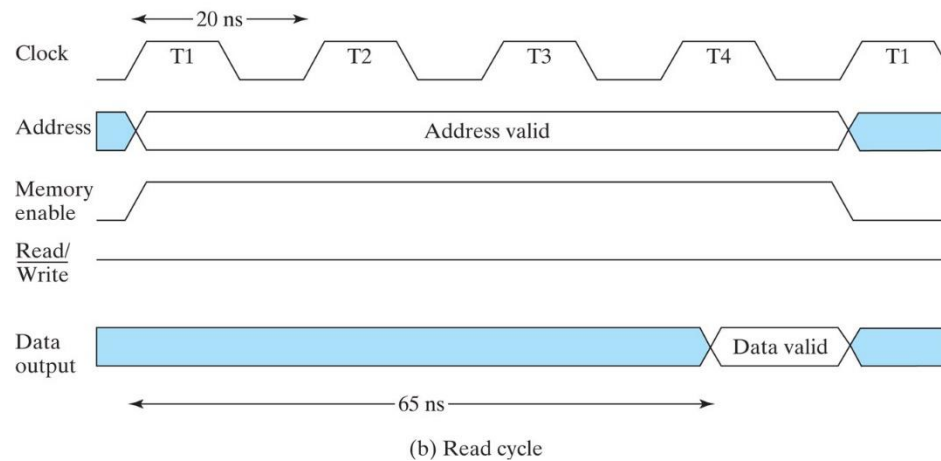 20 ns
Clock T1 T2 T3 T4 T1
Address Address valid
Memory
enable
Read/
Write
Data valid
Data
output
65 ns
(b) Read cycle